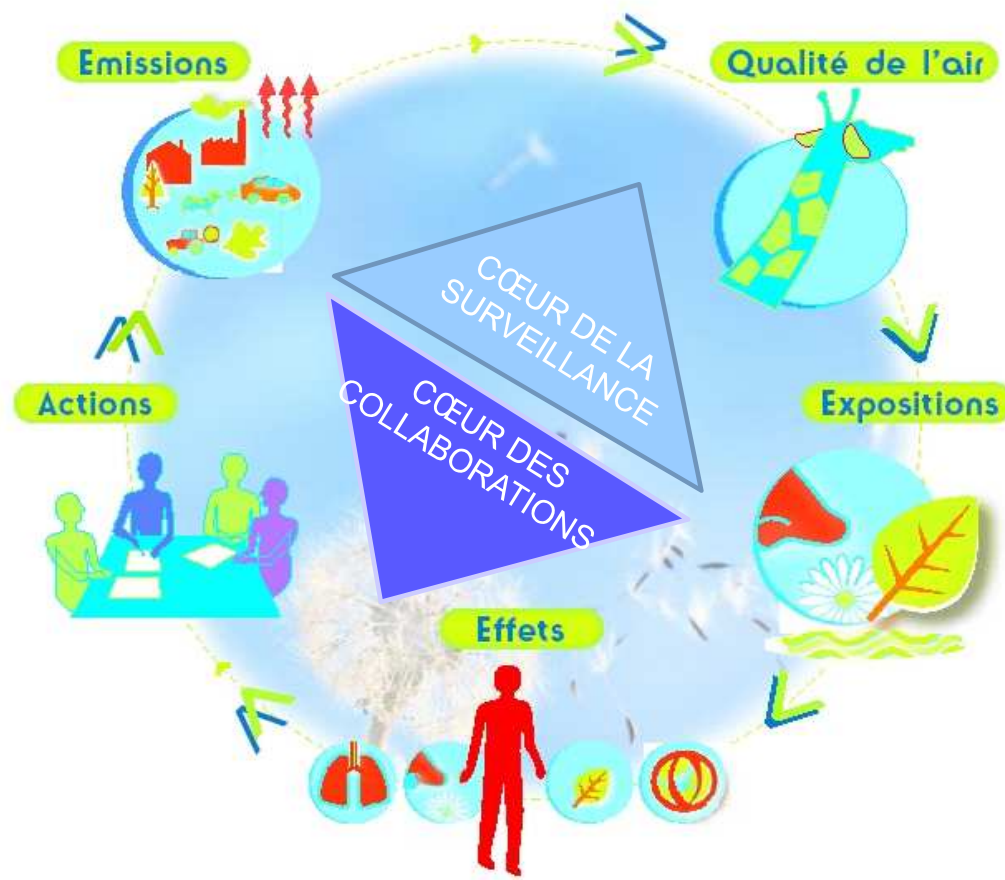 Emissions
Qualité de l'air
CŒUR DE LA
SURVEILLANCE
Actions
CŒUR DES
COLLABORATIONS
Expositions
Effets